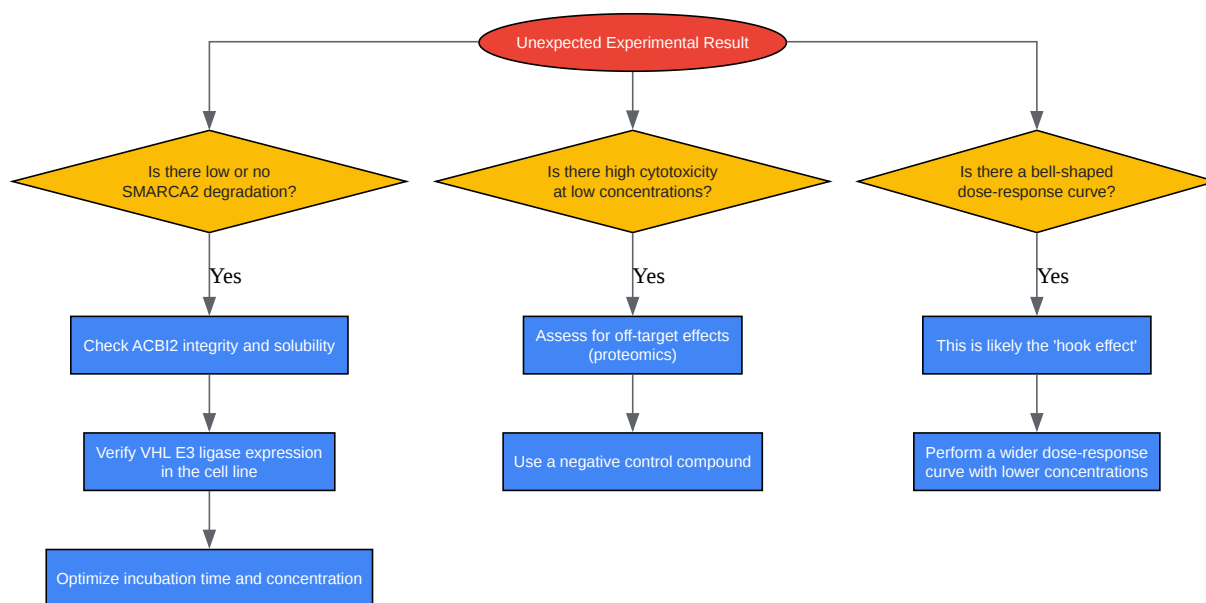 Unexpected Experimental Result
Is there low or no
SMARCA2 degradation?
Is there high cytotoxicity
at low concentrations?
Is there a bell-shaped
dose-response curve?
Yes
Yes
Yes
Check ACBI2 integrity and solubility
Assess for off-target effects
(proteomics)
This is likely the 'hook effect'
Verify VHL E3 ligase expression
in the cell line
Use a negative control compound
Perform a wider dose-response
curve with lower concentrations
Optimize incubation time and concentration